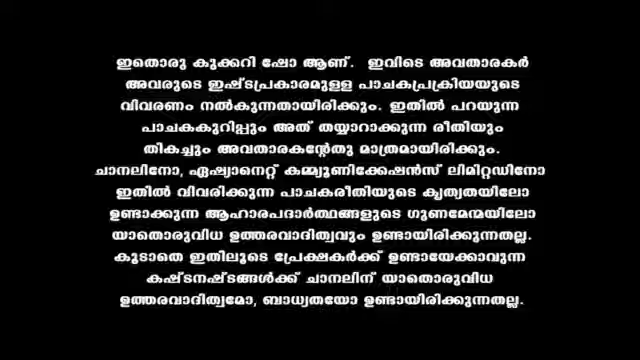 ഇതൊരു കുക്കറി ഷോ ആണ്. ഇവിടെ അവതാരകർ
അവരുടെ ഇഷ്ടപ്രകാരമുള്ള പാചകപ്രക്രിയയുടെ
വിവരണം നൽകുന്നതായിരിക്കും. ഇതിൽ പറയുന്ന
പാചകകുറിപ്പും അത് തയ്യാറാക്കുന്ന രീതിയും
തികച്ചും അവതാരകന്റേതു മാത്രമായിരിക്കും.
ചാനലിനോ, ഏഷ്യാനെറ്റ് കമ്മ്യൂണിക്കേഷൻസ് ലിമിറ്റഡിനോ
ഇതിൽ വിവരിക്കുന്ന പാചകരീതിയുടെ കൃത്യതയിലോ
ഉണ്ടാക്കുന്ന ആഹാരപദാർത്ഥങ്ങളുടെ ഗുണമേന്മയിലോ
യാതൊരുവിധ ഉത്തരവാദിത്വവും ഉണ്ടായിരിക്കുന്നതല്ല.
കൂടാതെ ഇതിലൂടെ പ്രേക്ഷകർക്ക് ഉണ്ടായേക്കാവുന്ന
കഷ്ടനഷ്ടങ്ങൾക്ക് ചാനലിന് യാതൊരുവിധ
ഉത്തരവാദിത്വമോ, ബാധ്യതയോ ഉണ്ടായിരിക്കുന്നതല്ല.